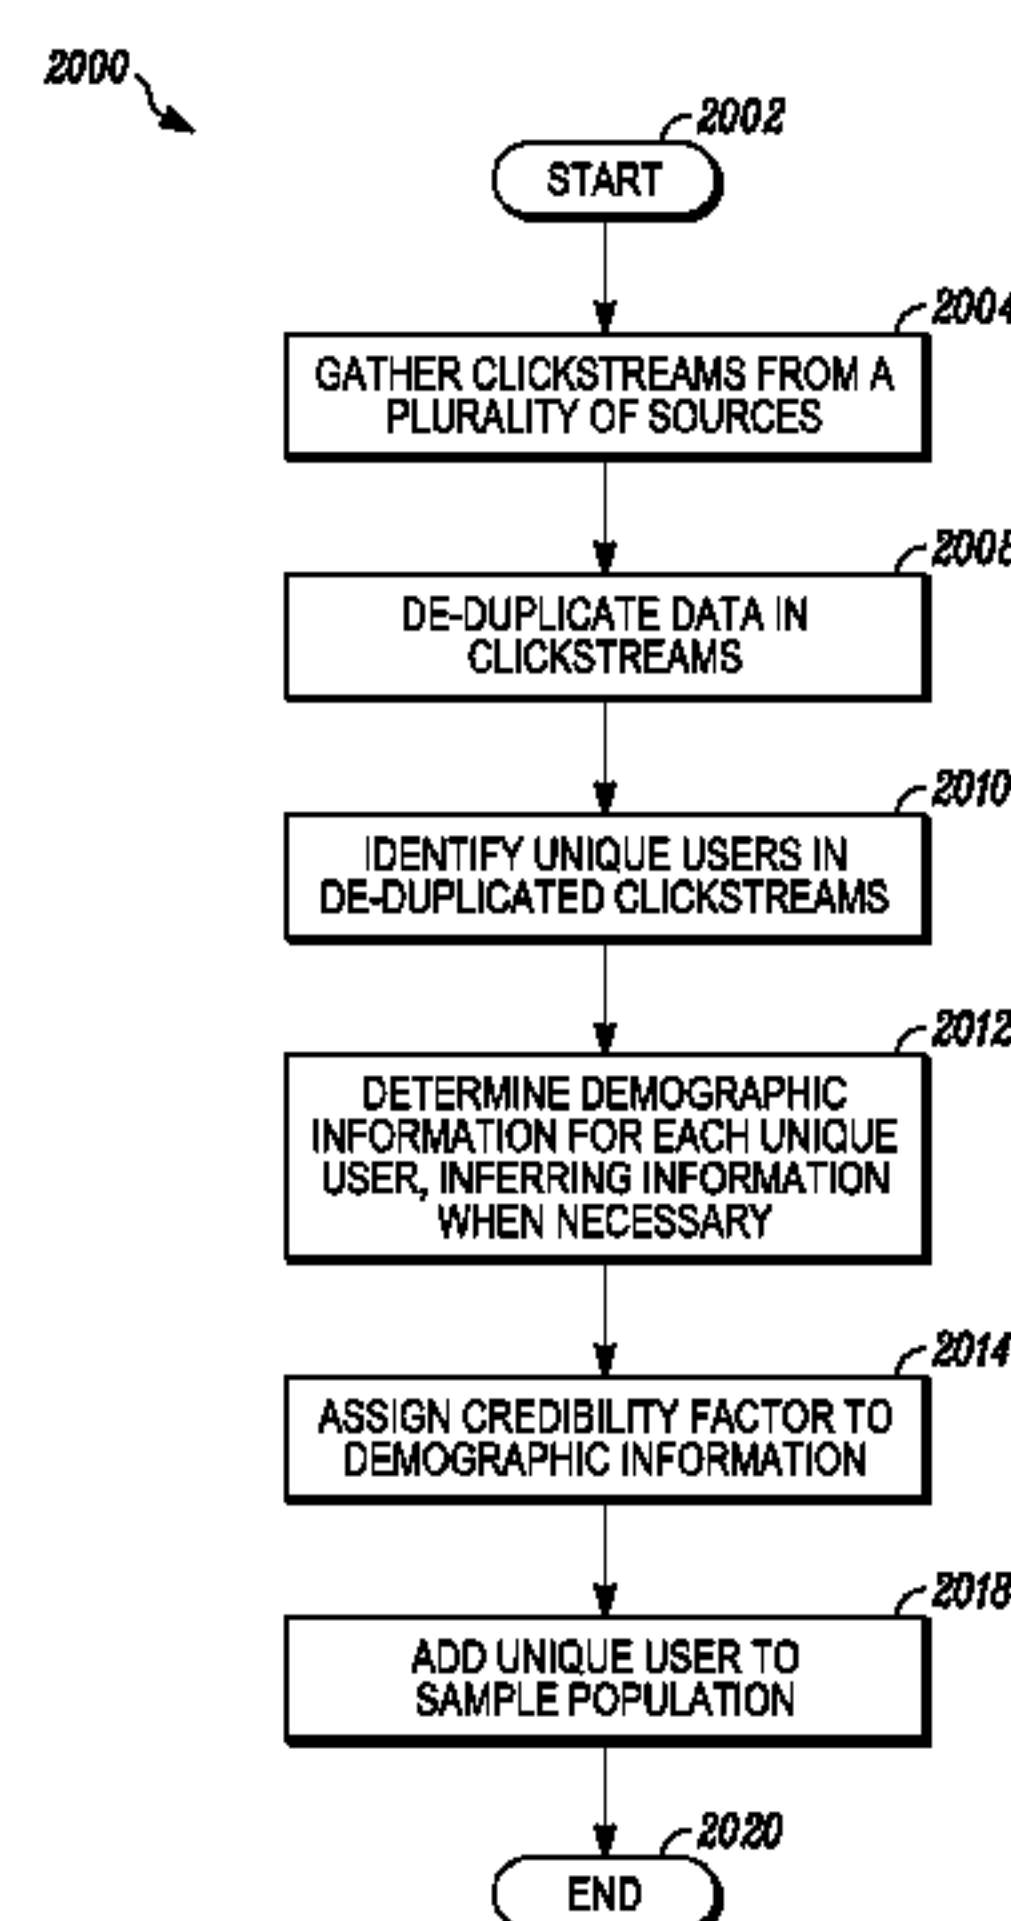 2000
2002
START
2004
GATHER CLICKSTREAMS FROM A
PLURALITY OF SOURCES
2008
DE-DUPLICATE DATA IN
CLICKSTREAMS
2010
IDENTIFY UNIQUE USERS IN
DE-DUPLICATED CLICKSTREAMS
2012
DETERMINE DEMOGRAPHIC
INFORMATION FOR EACH UNIQUE
USER, INFERRING INFORMATION
WHEN NECESSARY
2014
ASSIGN CREDIBILITY FACTOR TO
DEMOGRAPHIC INFORMATION
2018
ADD UNIQUE USER TO
SAMPLE POPULATION
2020
END